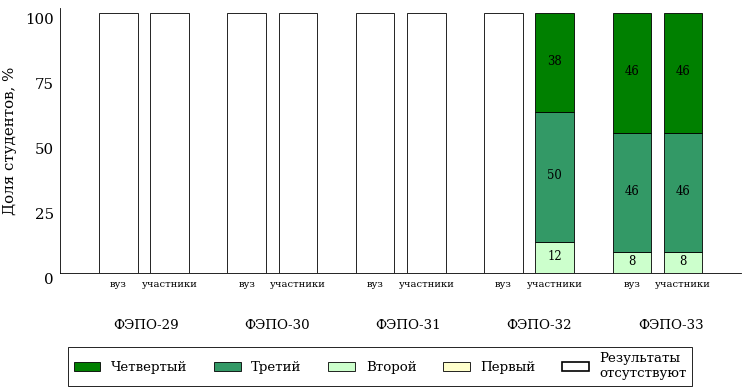 Доля студентов, %
100
75
50
25
0
38
50
12
46
46
8
46
46
8
вуз участники вуз участники вуз участники вуз участники вуз участники
ФЭПО-29 ФЭПО-30 ФЭПО-31 ФЭПО-32 ФЭПО-33
Четвертый Третий Второй Первый Результаты
отсутствуют